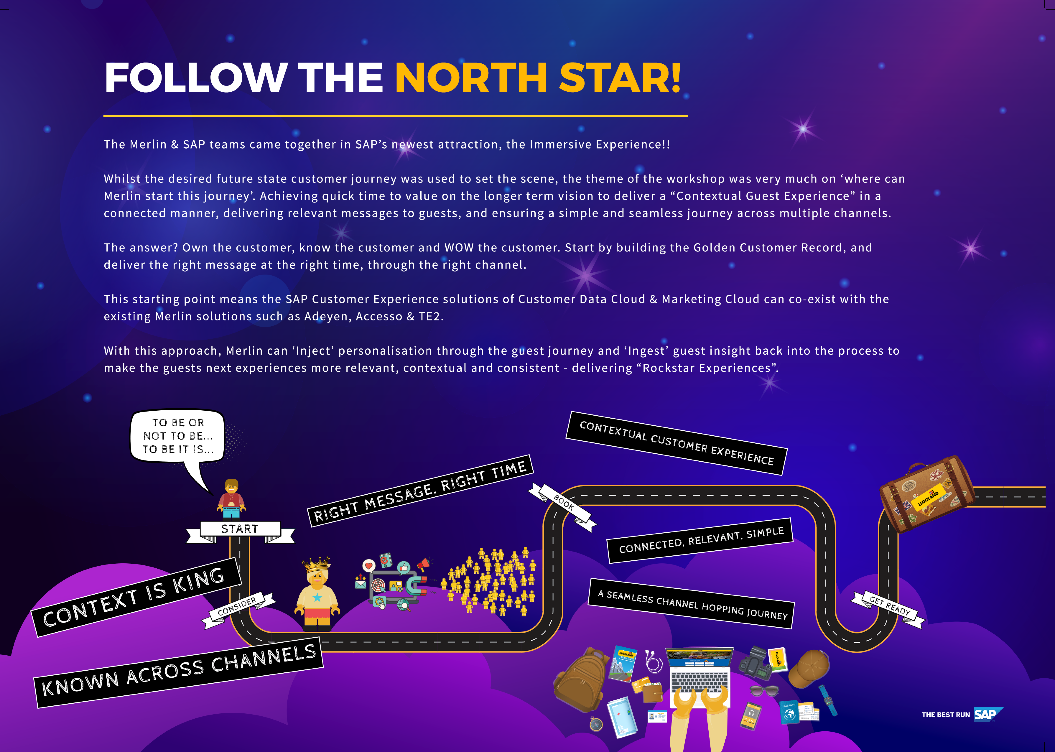 FOLLOW THE NORTH STAR!
The Merlin & SAP teams came together in SAP’s newest attraction, the Immersive Experience!!
Whilst the desired future state customer journey was used to set the scene, the theme of the workshop was very much on ‘where can
Merlin start this journey’. Achieving quick time to value on the longer term vision to deliver a “Contextual Guest Experience” in a
connected manner, delivering relevant messages to guests, and ensuring a simple and seamless journey across multiple channels.
The answer? Own the customer, know the customer and WOW the customer. Start by building the Golden Customer Record, and
deliver the right message at the right time, through the right channel.
This starting point means the SAP Customer Experience solutions of Customer Data Cloud & Marketing Cloud can co-exist with the
existing Merlin solutions such as Adeyen, Accesso & TE2.
With this approach, Merlin can ‘Inject’ personalisation through the guest journey and ‘Ingest’ guest insight back into the process to
make the guests next experiences more relevant, contextual and consistent - delivering “Rockstar Experiences”.
TO BE OR
NOT TO BE...
TO BE IT IS...
START
RIGHT MESSAGE, RIGHT TIME
BOOK
CONTEXTUAL CUSTOMER EXPERIENCE
CONNECTED, RELEVANT, SIMPLE
A SEAMLESS CHANNEL HOPPING JOURNEY
GET READY
CONTEXT IS KING
CONSIDER
KNOWN ACROSS CHANNELS
THE BEST RUN SAP